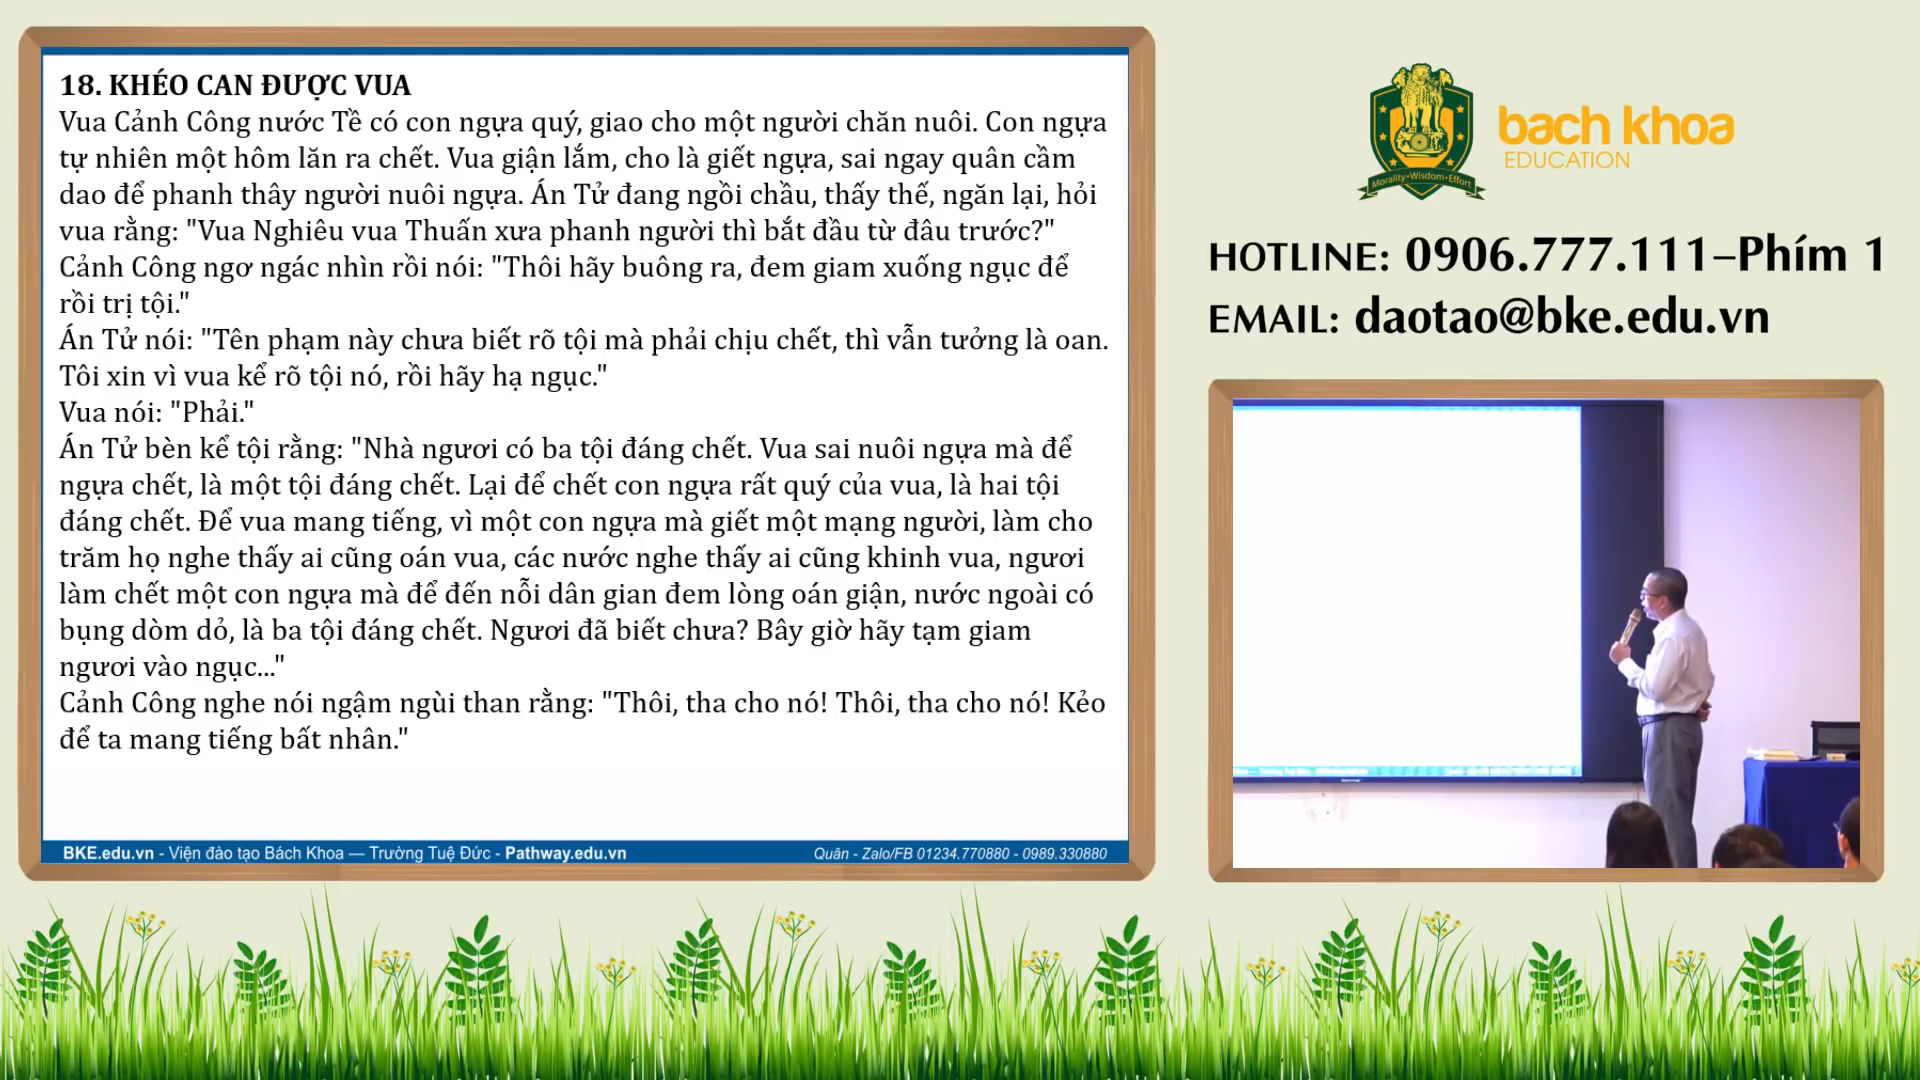 18. KHÉO CAN ĐƯỢC VUA
Vua Cảnh Công nước Tề có con ngựa quý, giao cho một người chăn nuôi. Con ngựa
tự nhiên một hôm lăn ra chết. Vua giận lắm, cho là giết ngựa, sai ngay quân cầm
dao để phanh thây người nuôi ngựa. Án Tử đang ngồi chầu, thấy thế, ngăn lại, hỏi
vua rằng: "Vua Nghiêu vua Thuấn xưa phanh người thì bắt đầu từ đâu trước?"
Cảnh Công ngơ ngác nhìn rồi nói: "Thôi hãy buông ra, đem giam xuống ngục để
rồi trị tội."
Án Tử nói: "Tên phạm này chưa biết rõ tội mà phải chịu chết, thì vẫn tưởng là oan.
Tôi xin vì vua kể rõ tội nó, rồi hãy hạ ngục."
Vua nói: "Phải."
Án Tử bèn kể tội rằng: "Nhà ngươi có ba tội đáng chết. Vua sai nuôi ngựa mà để
ngựa chết, là một tội đáng chết. Lại để chết con ngựa rất quý của vua, là hai tội
đáng chết. Để vua mang tiếng, vì một con ngựa mà giết một mạng người, làm cho
trăm họ nghe thấy ai cũng oán vua, các nước nghe thấy ai cũng khinh vua, ngươi
làm chết một con ngựa mà để đến nỗi dân gian đem lòng oán giận, nước ngoài có
bụng dòm dỏ, là ba tội đáng chết. Ngươi đã biết chưa? Bây giờ hãy tạm giam
ngươi vào ngục..."
Cảnh Công nghe nói ngậm ngùi than rằng: "Thôi, tha cho nó! Thôi, tha cho nó! Kẻo
để ta mang tiếng bất nhân."
BKE.edu.vn - Viện đào tạo Bách Khoa — Trường Tuệ Đức - Pathway.edu.vn
Quân - Zalo/FB 01234.770880 - 0989.330880
Morality•Wisdom•Effort
bach khoa
EDUCATION
HOTLINE: 0906.777.111–Phím 1
EMAIL: daotao@bke.edu.vn